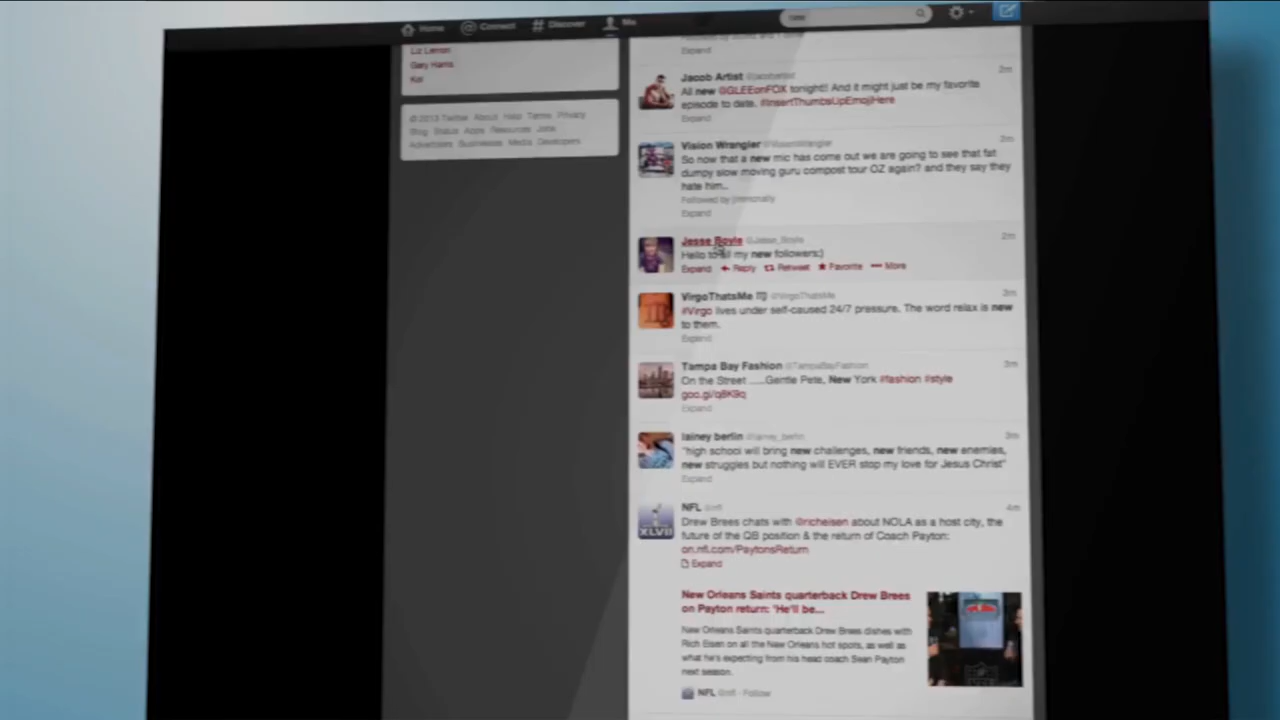 Home
Connect
Discover
Me
new
Liz Lemon
Gary Harris
Kol
© 2013 Twitter About Help Terms Privacy
Blog Status Apps Resources Jobs
Advertisers Businesses Media Developers
Expand
Jacob Artist @jacobartist 2m
All new @GLEEonFOX tonight!! And it might just be my favorite
episode to date. #InsertThumbsUpEmojiHere
Expand
Vision Wrangler @VisionWrangler 3m
So now that a new mic has come out we are going to see that fat
dumpy slow moving guru compost tour OZ again? and they say they
hate him..
Followed by
Expand
Jesse Boyle @Jesse_Boyle 2m
Hello to all my new followers:)
Expand Reply Retweet Favorite More
VirgoThatsMe ♍ @VirgoThatsMe 3m
#Virgo lives under self-caused 24/7 pressure. The word relax is new
to them.
Expand
Tampa Bay Fashion @TampaBayFashion 3m
On the Street .....Gentle Pete, New York #fashion #style
goo.gl/q8K9q
Expand
lainey berlin @lainey_berlin 3m
"high school will bring new challenges, new friends, new enemies,
new struggles but nothing will EVER stop my love for Jesus Christ"
Expand
NFL @nfl 4m
XLVII
Drew Brees chats with @richeisen about NOLA as a host city, the
future of the QB position & the return of Coach Payton:
on.nfl.com/PaytonsReturn
Expand
New Orleans Saints quarterback Drew Brees
on Payton return: 'He'll be...
New Orleans Saints quarterback Drew Brees dishes with
Rich Eisen on all the New Orleans hot spots, as well as
what he's expecting from his head coach Sean Payton
next season.
NFL @nfl · Follow